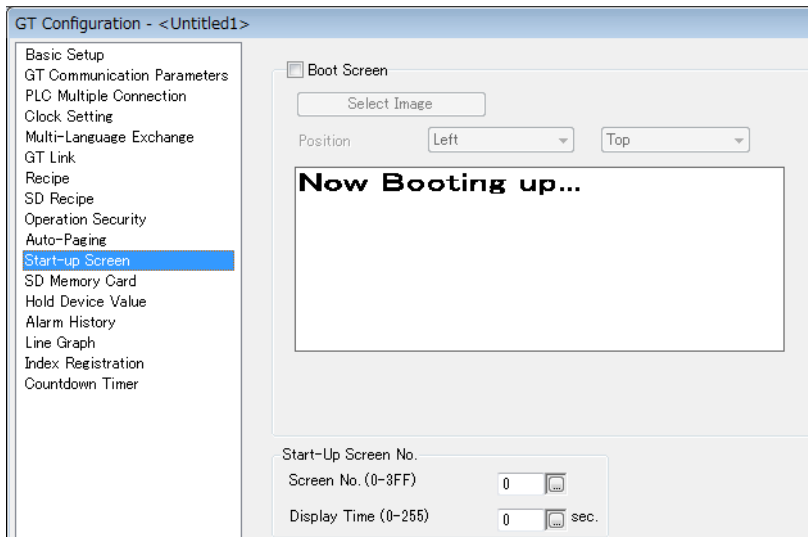 GT Configuration - <Untitled1>
Basic Setup
GT Communication Parameters
PLC Multiple Connection
Clock Setting
Multi-Language Exchange
GT Link
Recipe
SD Recipe
Operation Security
Auto-Paging
Start-up Screen
SD Memory Card
Hold Device Value
Alarm History
Line Graph
Index Registration
Countdown Timer
Boot Screen
Select Image
Position Left Top
Now Booting up...
Start-Up Screen No.
Screen No. (0-3FF) 0 ...
Display Time (0-255) 0 ... sec.